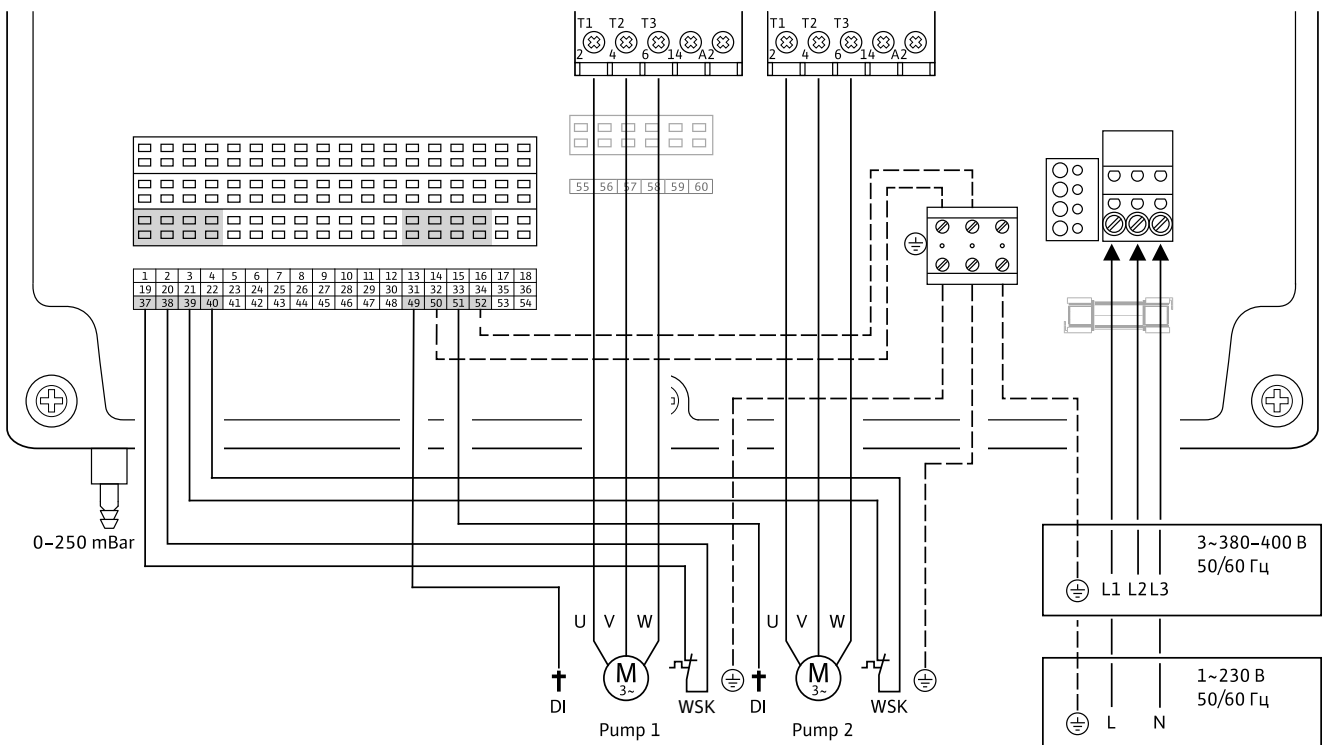 T1 T2 T3
2 4 6 14 A2
T1 T2 T3
2 4 6 14 A2
55 56 57 58 59 60
1 2 3 4 5 6 7 8 9 10 11 12 13 14 15 16 17 18
19 20 21 22 23 24 25 26 27 28 29 30 31 32 33 34 35 36
37 38 39 40 41 42 43 44 45 46 47 48 49 50 51 52 53 54
0–250 mBar
3~380–400 В
50/60 Гц
L1 L2 L3
U V W
M
3~
DI
WSK
Pump 1
U V W
M
3~
DI
WSK
Pump 2
1~230 В
50/60 Гц
L N